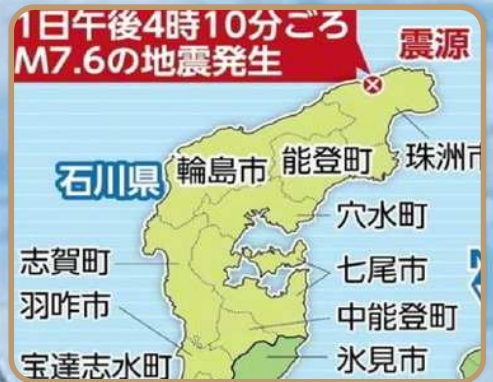 1日午後4時10分ごろ
M7.6の地震発生
震源
石川県
輪島市
能登町
珠洲市
穴水町
志賀町
七尾市
羽咋市
中能登町
宝達志水町
氷見市